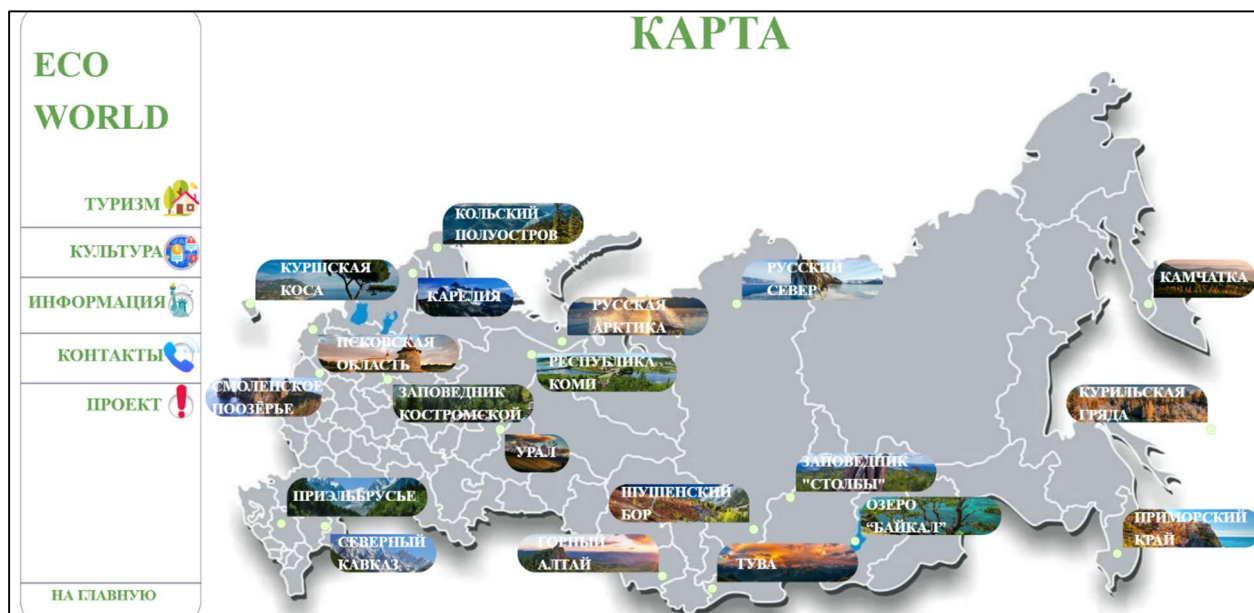 КАРТА
ECO
WORLD
ТУРИЗМ
КУЛЬТУРА
ИНФОРМАЦИЯ
КОНТАКТЫ
ПРОЕКТ
НА ГЛАВНУЮ
КОЛЬСКИЙ
ПОЛУОСТРОВ
КУРШСКАЯ
КОСА
КАРЕЛИЯ
РУССКАЯ
АРКТИКА
РУССКИЙ
СЕВЕР
КАМЧАТКА
ПСКОВСКАЯ
ОБЛАСТЬ
РЕСПУБЛИКА
КОМИ
СМОЛЕНСКОЕ
ПООЗЁРЬЕ
ЗАПОВЕДНИК
КОСТРОМСКОЙ
КУРИЛЬСКАЯ
ГРЯДА
УРАЛ
ЗАПОВЕДНИК
"СТОЛБЫ"
ПРИЭЛЬБРУСЬЕ
ШУШЕНСКИЙ
БОР
ОЗЕРО
“БАЙКАЛ”
ПРИМОРСКИЙ
КРАЙ
СЕВЕРНЫЙ
КАВКАЗ
ГОРНЫЙ
АЛТАЙ
ТУВА